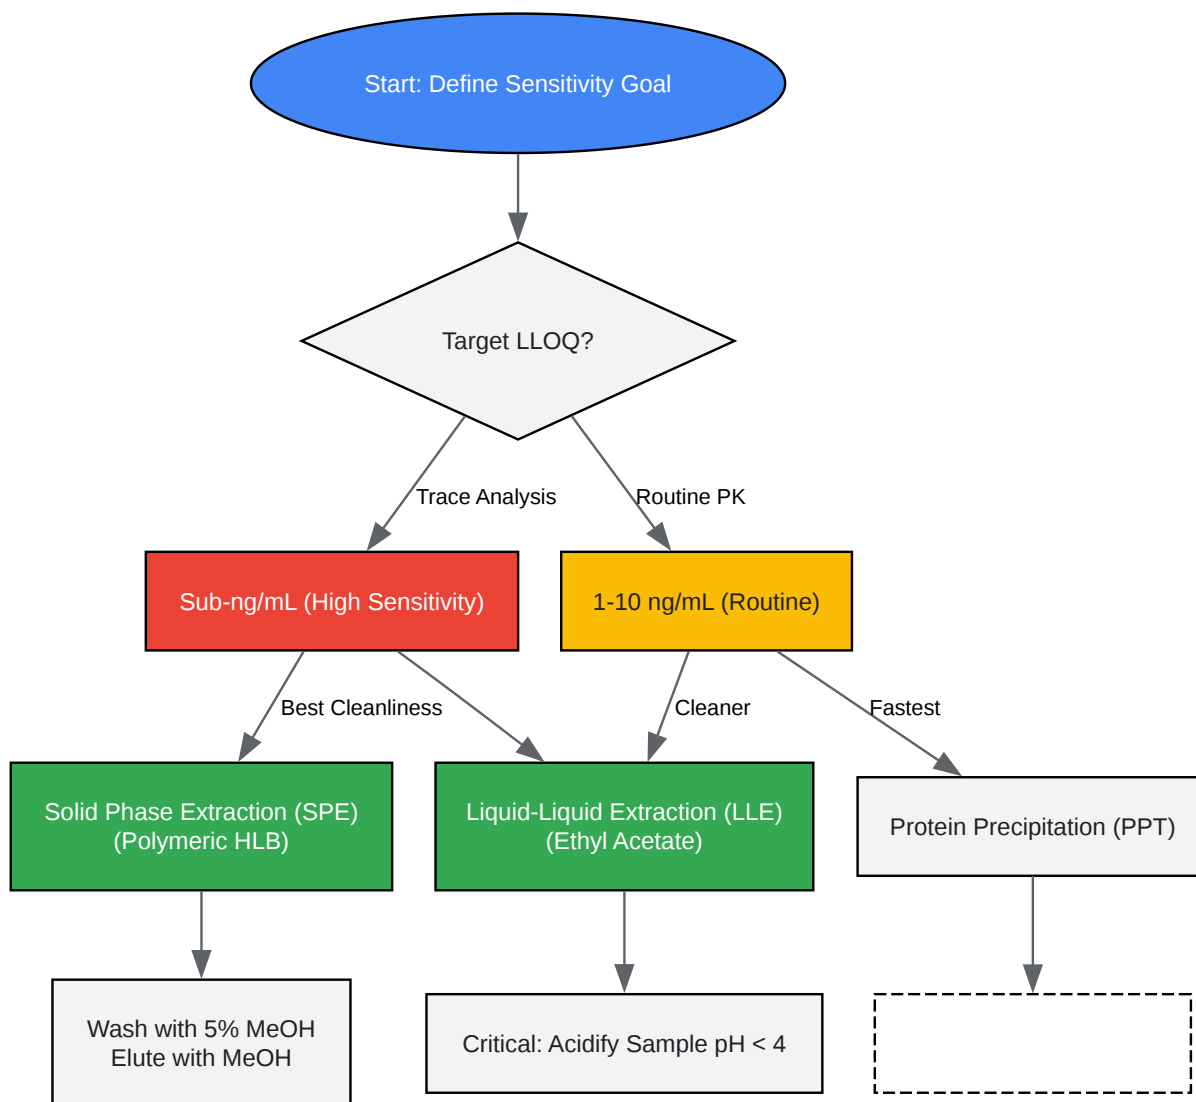 Start: Define Sensitivity Goal
Target LLOQ?
Trace Analysis
Routine PK
Sub-ng/mL (High Sensitivity)
1-10 ng/mL (Routine)
Best Cleanliness
Cleaner
Fastest
Solid Phase Extraction (SPE)
(Polymeric HLB)
Liquid-Liquid Extraction (LLE)
(Ethyl Acetate)
Protein Precipitation (PPT)
Wash with 5% MeOH
Elute with MeOH
Critical: Acidify Sample pH < 4